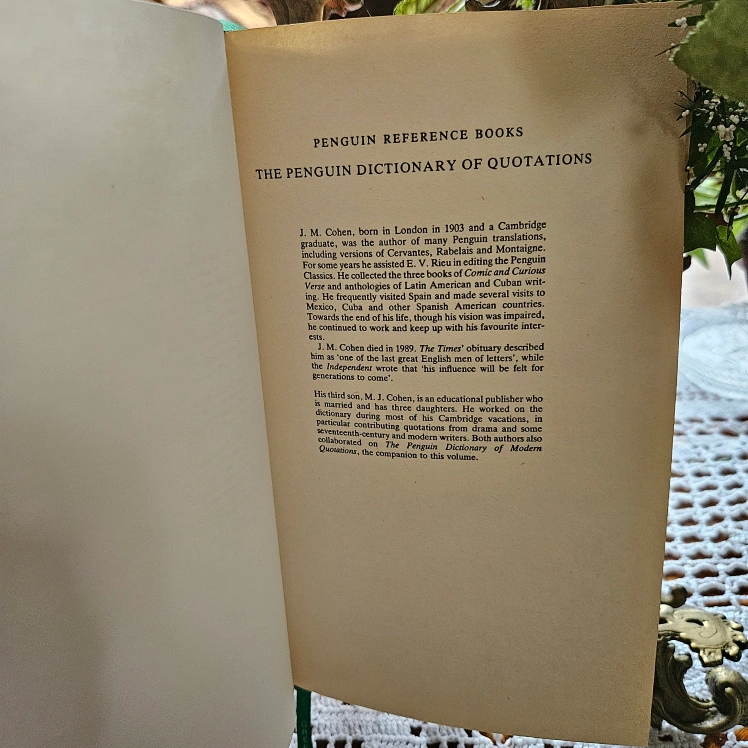 PENGUIN REFERENCE BOOKS
THE PENGUIN DICTIONARY OF QUOTATIONS
J. M. Cohen, born in London in 1903 and a Cambridge
graduate, was the author of many Penguin translations,
including versions of Cervantes, Rabelais and Montaigne.
For some years he assisted E. V. Rieu in editing the Penguin
Classics. He collected the three books of Comic and Curious
Verse and anthologies of Latin American and Cuban writ-
ing. He frequently visited Spain and made several visits to
Mexico, Cuba and other Spanish American countries.
Towards the end of his life, though his vision was impaired,
he continued to work and keep up with his favourite inter-
ests.
J. M. Cohen died in 1989. The Times' obituary described
him as 'one of the last great English men of letters', while
the Independent wrote that 'his influence will be felt for
generations to come'.
His third son, M. J. Cohen, is an educational publisher who
is married and has three daughters. He worked on the
dictionary during most of his Cambridge vacations, in
particular contributing quotations from drama and some
seventeenth-century and modern writers. Both authors also
collaborated on The Penguin Dictionary of Modern
Quotations, the companion to this volume.